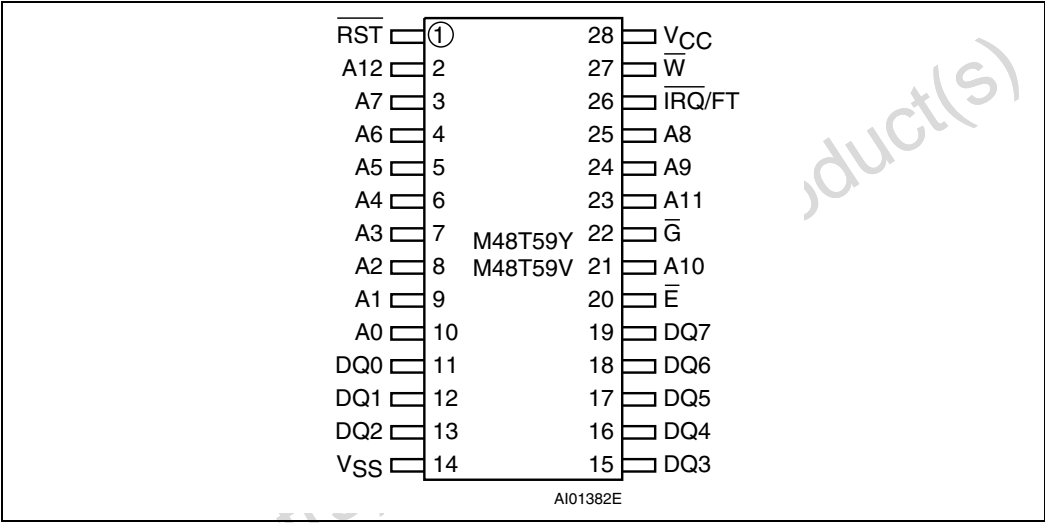 R̅S̅T̅ 1 28 VCC
A12 2 27 W̅
A7 3 26 I̅R̅Q̅/FT
A6 4 25 A8
A5 5 24 A9
A4 6 23 A11
A3 7 M48T59Y 22 G̅
A2 8 M48T59V 21 A10
A1 9 20 E̅
A0 10 19 DQ7
DQ0 11 18 DQ6
DQ1 12 17 DQ5
DQ2 13 16 DQ4
VSS 14 15 DQ3
AI01382E